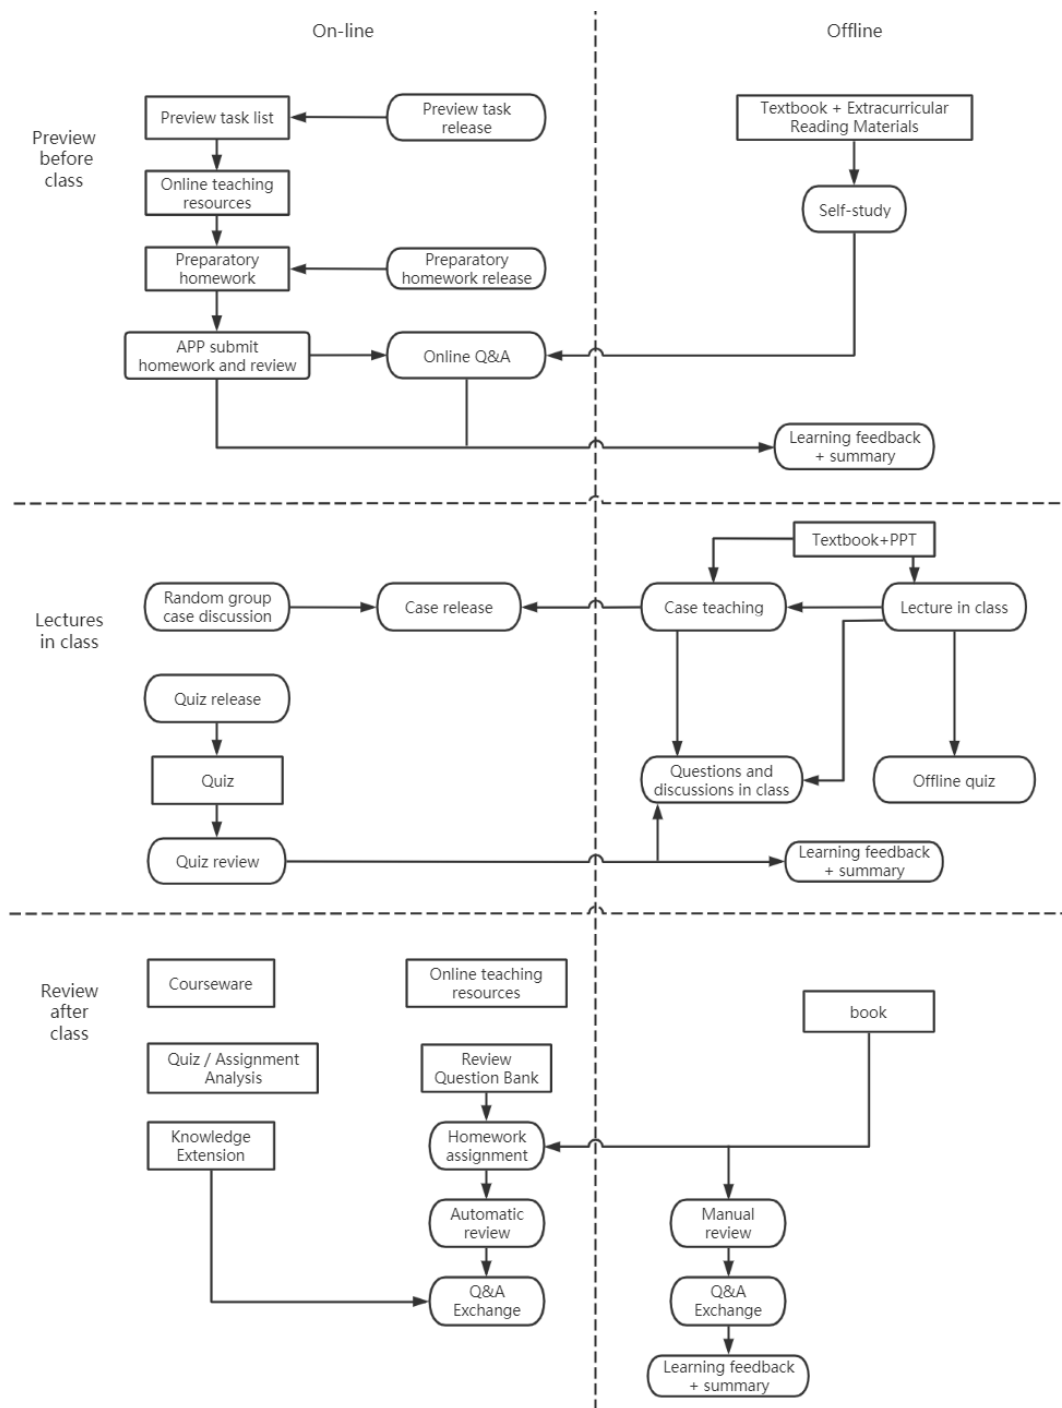 On-line
Offline
Preview
before
class
Preview task list
Preview task
release
Textbook + Extracurricular
Reading Materials
Online teaching
resources
Self-study
Preparatory
homework
Preparatory
homework release
APP submit
homework and review
Online Q&A
Learning feedback
+ summary
Lectures
in class
Textbook+PPT
Random group
case discussion
Case release
Case teaching
Lecture in class
Quiz release
Quiz
Questions and
discussions in class
Offline quiz
Quiz review
Learning feedback
+ summary
Review
after
class
Courseware
Online teaching
resources
book
Quiz / Assignment
Analysis
Review
Question Bank
Knowledge
Extension
Homework
assignment
Automatic
review
Manual
review
Q&A
Exchange
Q&A
Exchange
Learning feedback
+ summary